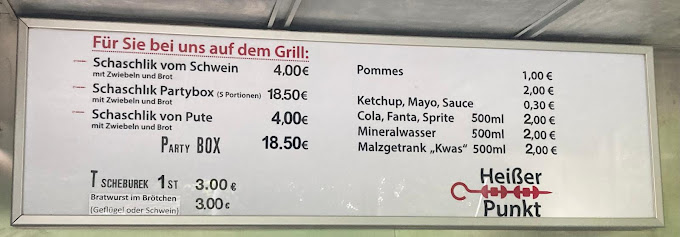 Für Sie bei uns auf dem Grill:
Schaschlik vom Schwein 4,00€
mit Zwiebeln und Brot
Schaschlik Partybox (5 Portionen) 18.50€
mit Zwiebeln und Brot
Schaschlik von Pute 4,00€
mit Zwiebeln und Brot
PARTY BOX 18.50€
TSCHEBUREK 1ST 3.00 €
Bratwurst im Brötchen 3.00€
(Geflügel oder Schwein)
Pommes 1,00 €
2,00 €
Ketchup, Mayo, Sauce 0,30 €
Cola, Fanta, Sprite 500ml 2,00 €
Mineralwasser 500ml 2,00 €
Malzgetrank „Kwas“ 500ml 2,00 €
Heißer
Punkt